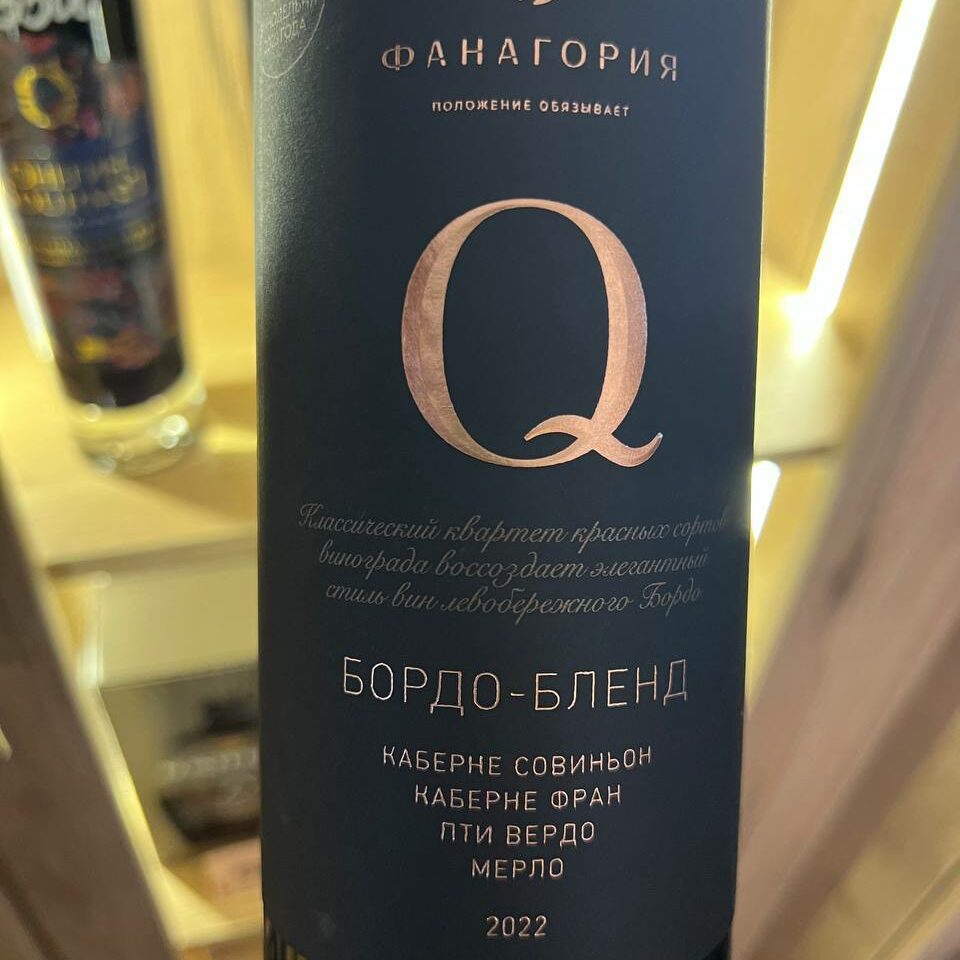 ФАНАГОРИЯ
ПОЛОЖЕНИЕ ОБЯЗЫВАЕТ
Q
Классический квартет красных сортов
винограда воссоздает элегантный
стиль вин левобережного Бордо
БОРДО-БЛЕНД
КАБЕРНЕ СОВИНЬОН
КАБЕРНЕ ФРАН
ПТИ ВЕРДО
МЕРЛО
2022